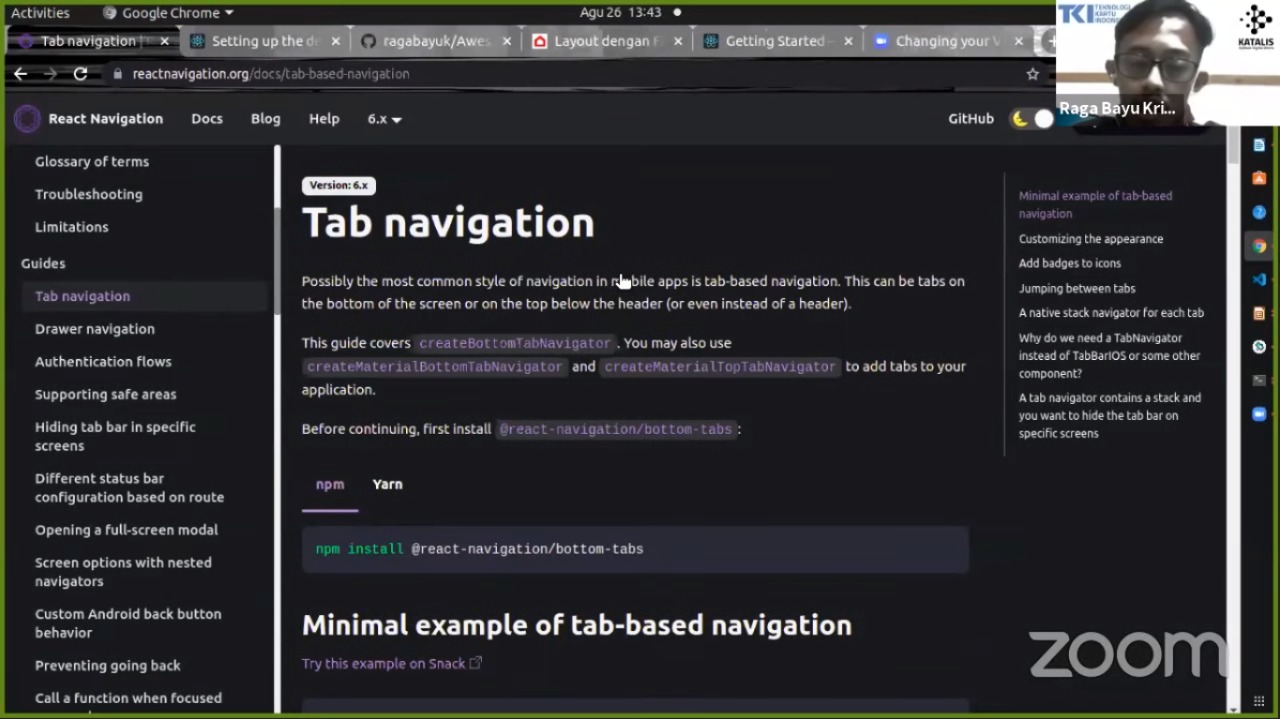 Activities
Google Chrome
Agu 26 13:43
Tab navigation
Setting up the de
ragabayuk/Awes
Layout dengan F
Getting Started
Changing your V
reactnavigation.org/docs/tab-based-navigation
TKI TEKNOLOGI KARTU INDONESIA
KATALIS
Raga Bayu Kri...
React Navigation
Docs
Blog
Help
6.x
GitHub
Glossary of terms
Troubleshooting
Limitations
Guides
Tab navigation
Drawer navigation
Authentication flows
Supporting safe areas
Hiding tab bar in specific
screens
Different status bar
configuration based on route
Opening a full-screen modal
Screen options with nested
navigators
Custom Android back button
behavior
Preventing going back
Call a function when focused
Version: 6.x
Tab navigation
Possibly the most common style of navigation in mobile apps is tab-based navigation. This can be tabs on
the bottom of the screen or on the top below the header (or even instead of a header).
This guide covers createBottomTabNavigator. You may also use
createMaterialBottomTabNavigator and createMaterialTopTabNavigator to add tabs to your
application.
Before continuing, first install @react-navigation/bottom-tabs:
npm
Yarn
npm install @react-navigation/bottom-tabs
Minimal example of tab-based navigation
Try this example on Snack
Minimal example of tab-based
navigation
Customizing the appearance
Add badges to icons
Jumping between tabs
A native stack navigator for each tab
Why do we need a TabNavigator
instead of TabBarIOS or some other
component?
A tab navigator contains a stack and
you want to hide the tab bar on
specific screens
zoom